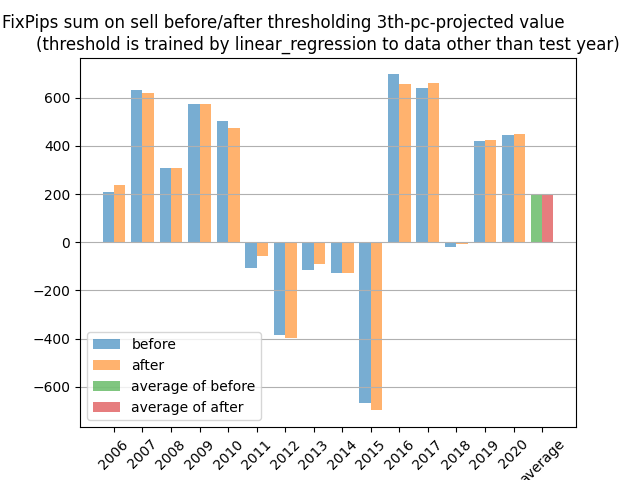 FixPips sum on sell before/after thresholding 3th-pc-projected value
(threshold is trained by linear_regression to data other than test year)
600
400
200
0
−200
−400
−600
before
after
average of before
average of after
2006 2007 2008 2009 2010 2011 2012 2013 2014 2015 2016 2017 2018 2019 2020 average